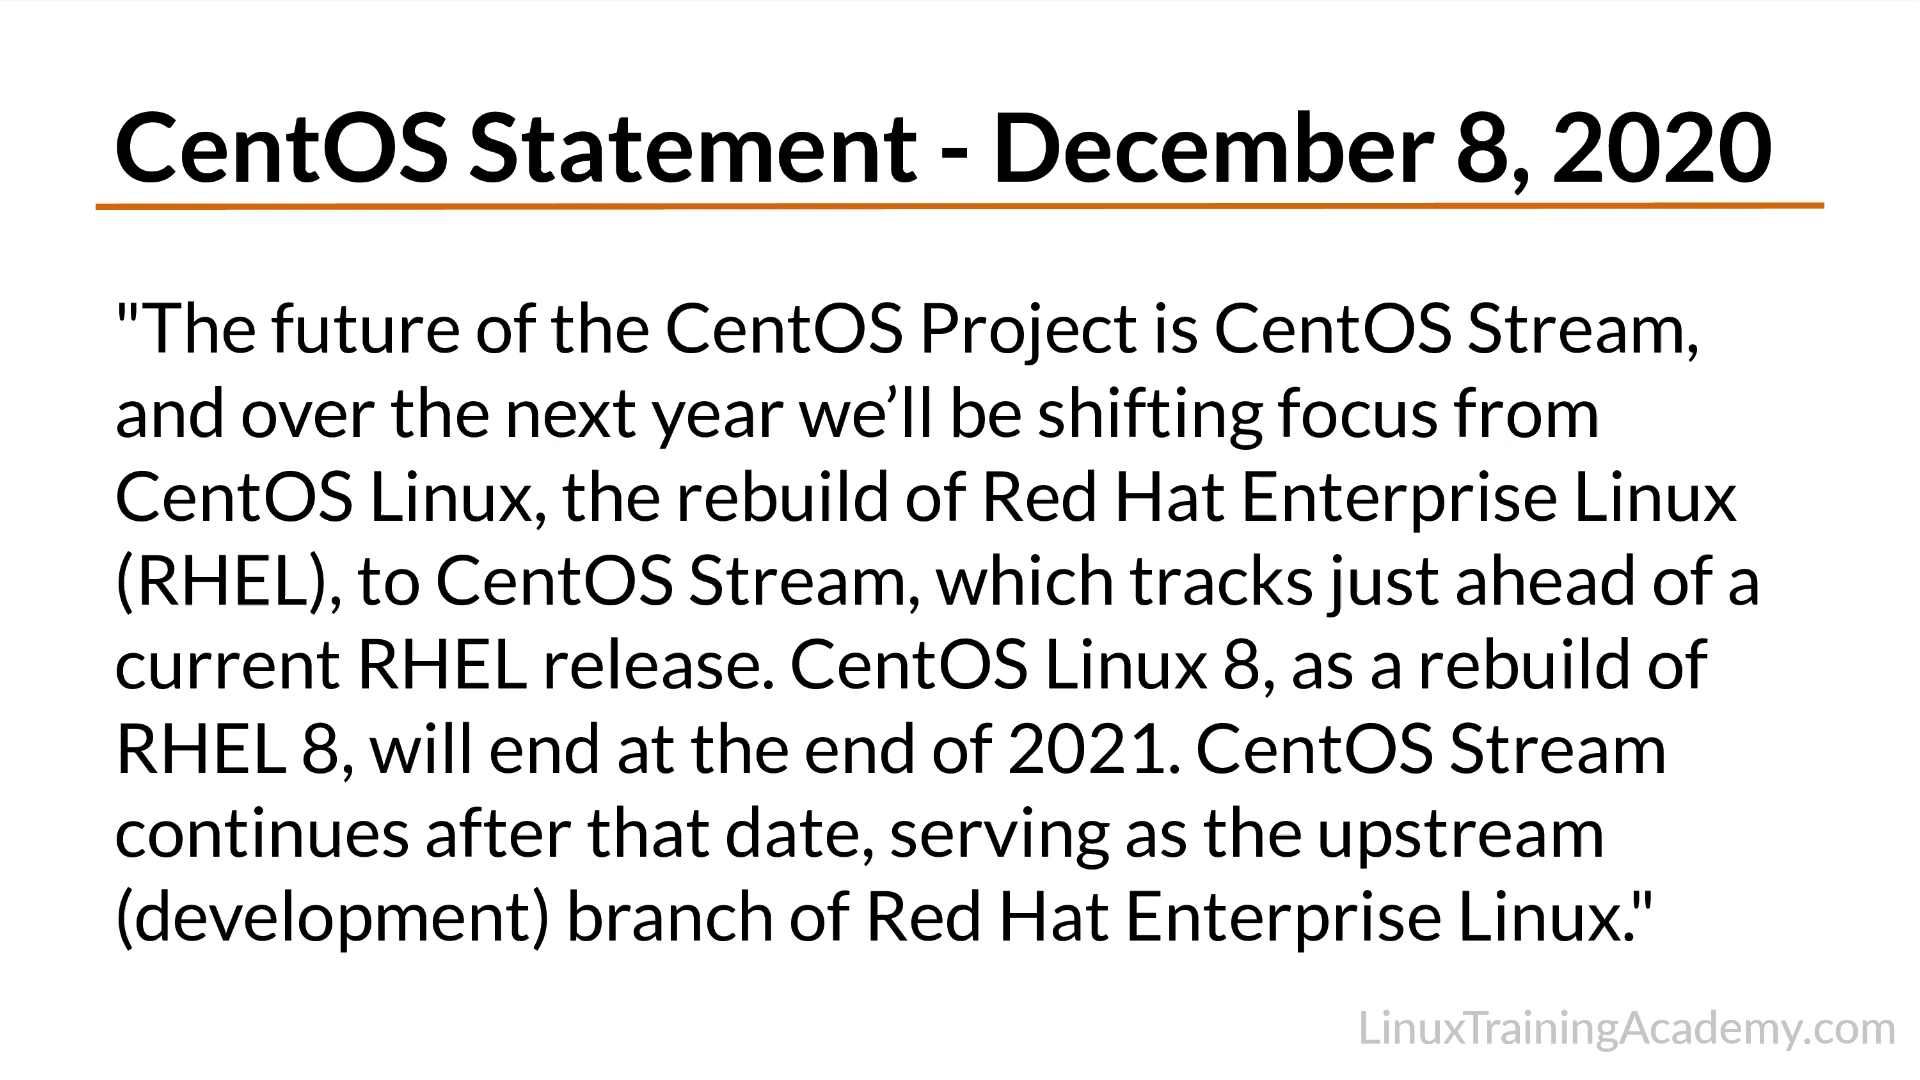 CentOS Statement - December 8, 2020
"The future of the CentOS Project is CentOS Stream,
and over the next year we’ll be shifting focus from
CentOS Linux, the rebuild of Red Hat Enterprise Linux
(RHEL), to CentOS Stream, which tracks just ahead of a
current RHEL release. CentOS Linux 8, as a rebuild of
RHEL 8, will end at the end of 2021. CentOS Stream
continues after that date, serving as the upstream
(development) branch of Red Hat Enterprise Linux."
LinuxTrainingAcademy.com